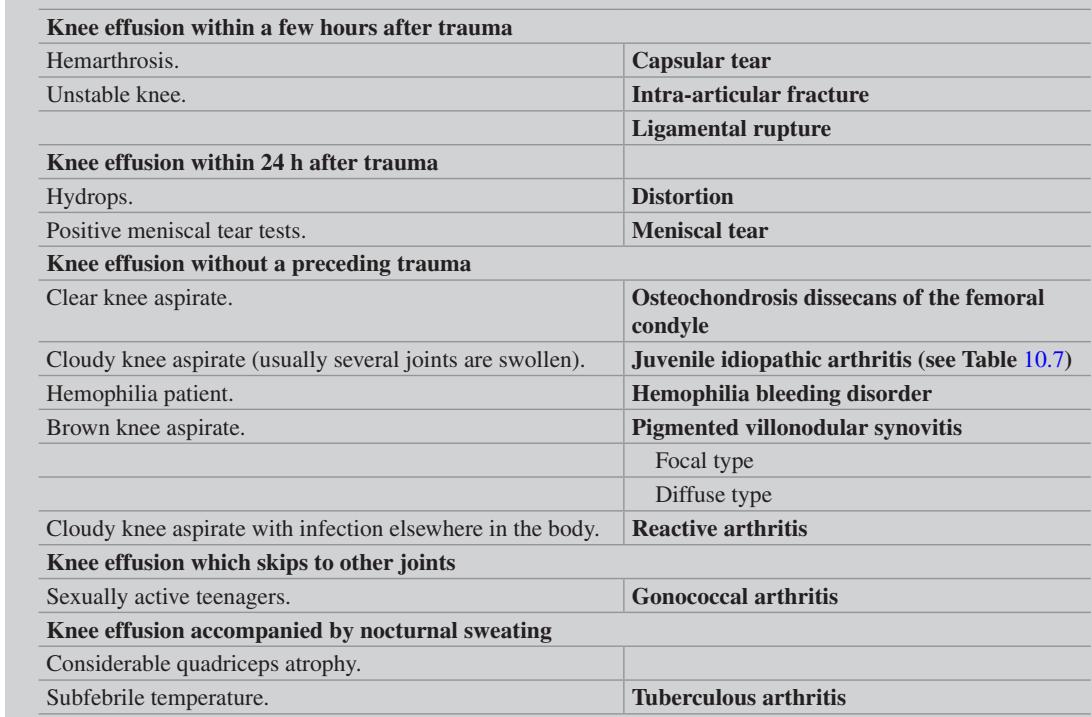 Knee effusion within a few hours after trauma
Hemarthrosis. Capsular tear
Unstable knee. Intra-articular fracture
Ligamental rupture
Knee effusion within 24 h after trauma
Hydrops. Distortion
Positive meniscal tear tests. Meniscal tear
Knee effusion without a preceding trauma
Clear knee aspirate. Osteochondrosis dissecans of the femoral
condyle
Cloudy knee aspirate (usually several joints are swollen). Juvenile idiopathic arthritis (see Table 10.7)
Hemophilia patient. Hemophilia bleeding disorder
Brown knee aspirate. Pigmented villonodular synovitis
Focal type
Diffuse type
Cloudy knee aspirate with infection elsewhere in the body. Reactive arthritis
Knee effusion which skips to other joints
Sexually active teenagers. Gonococcal arthritis
Knee effusion accompanied by nocturnal sweating
Considerable quadriceps atrophy.
Subfebrile temperature. Tuberculous arthritis